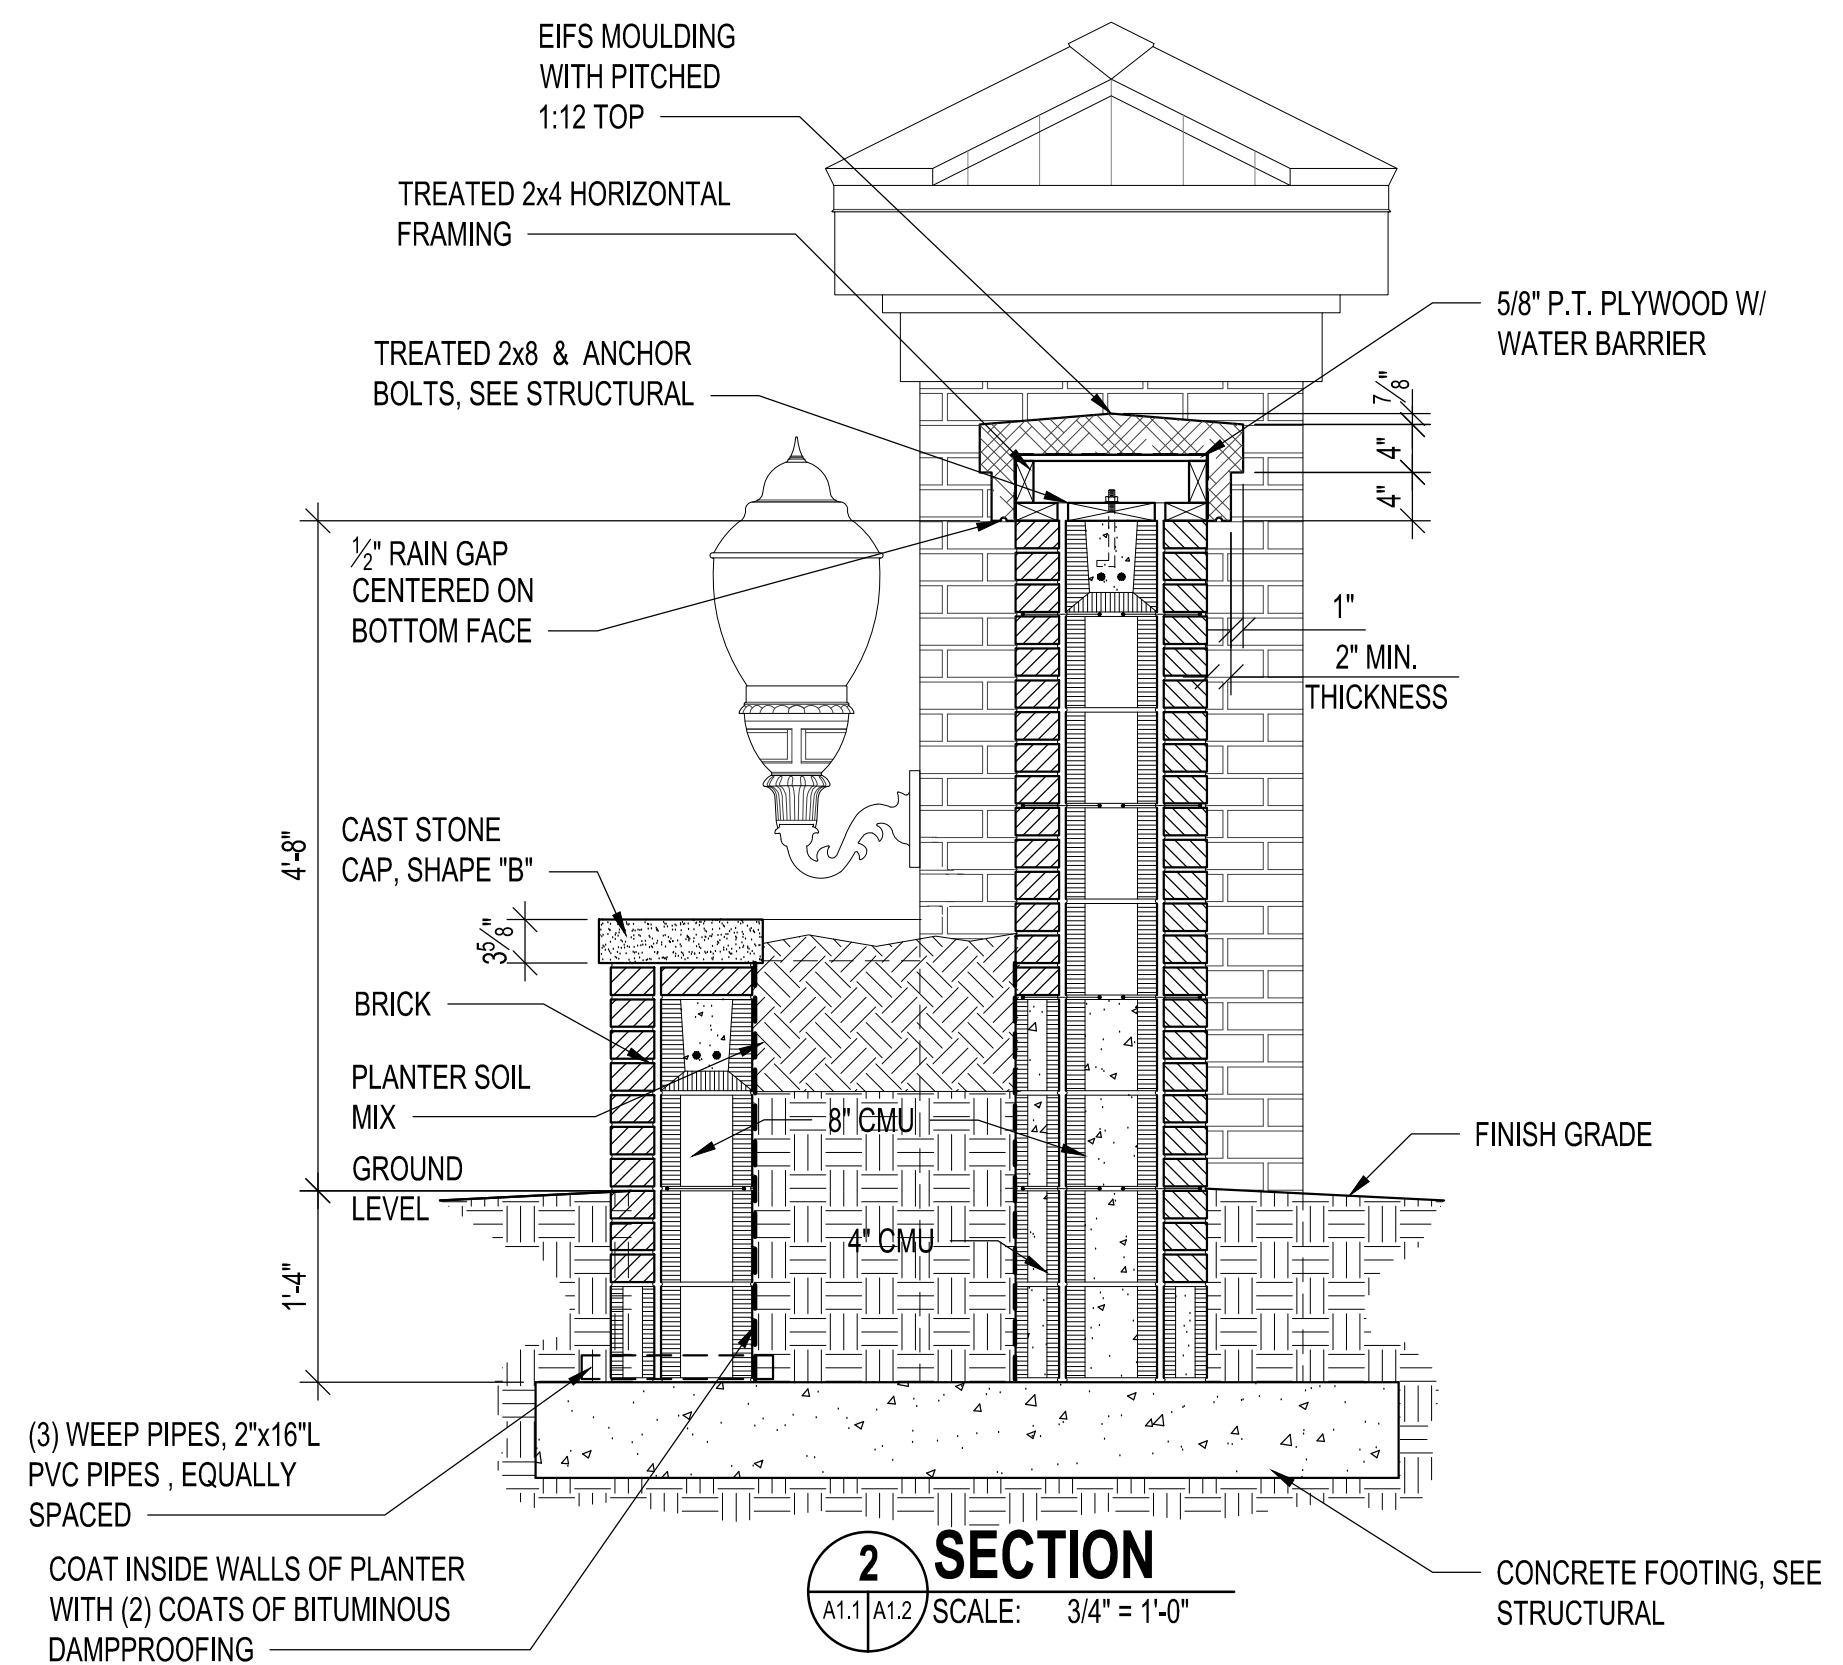 EIFS MOULDING
WITH PITCHED
1:12 TOP
TREATED 2x4 HORIZONTAL
FRAMING
5/8" P.T. PLYWOOD W/
WATER BARRIER
TREATED 2x8 & ANCHOR
BOLTS, SEE STRUCTURAL
7/8"
4"
4"
½" RAIN GAP
CENTERED ON
BOTTOM FACE
1"
2" MIN.
THICKNESS
4'-8"
CAST STONE
CAP, SHAPE "B"
3 5/8"
BRICK
PLANTER SOIL
MIX
8" CMU
FINISH GRADE
GROUND
LEVEL
4" CMU
1'-4"
(3) WEEP PIPES, 2"x16"L
PVC PIPES , EQUALLY
SPACED
COAT INSIDE WALLS OF PLANTER
WITH (2) COATS OF BITUMINOUS
DAMPPROOFING
CONCRETE FOOTING, SEE
STRUCTURAL
2 SECTION
A1.1 A1.2 SCALE: 3/4" = 1'-0"